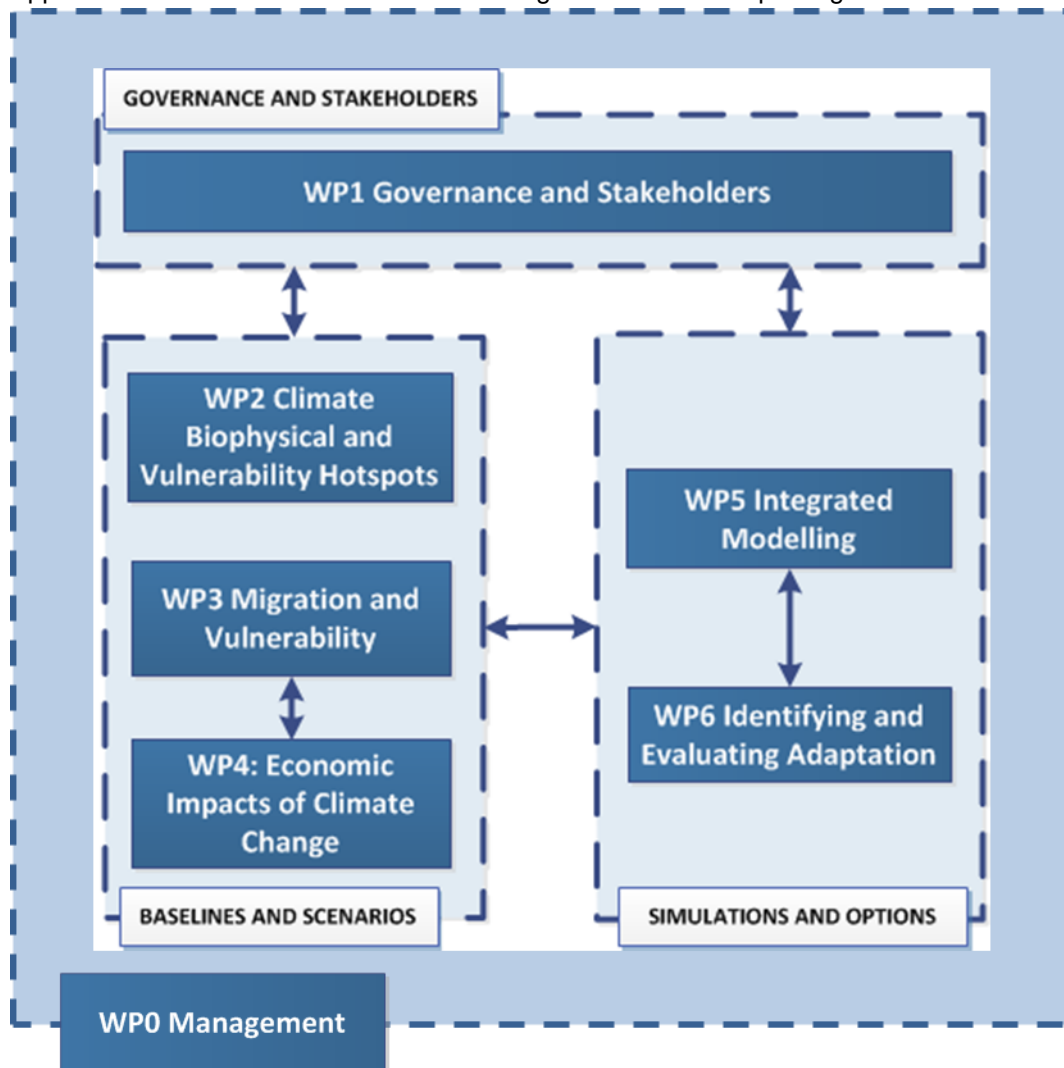 GOVERNANCE AND STAKEHOLDERS
WP1 Governance and Stakeholders
WP2 Climate
Biophysical and
Vulnerability Hotspots
WP3 Migration and
Vulnerability
WP4: Economic
Impacts of Climate
Change
BASELINES AND SCENARIOS
WP5 Integrated
Modelling
WP6 Identifying and
Evaluating Adaptation
SIMULATIONS AND OPTIONS
WP0 Management